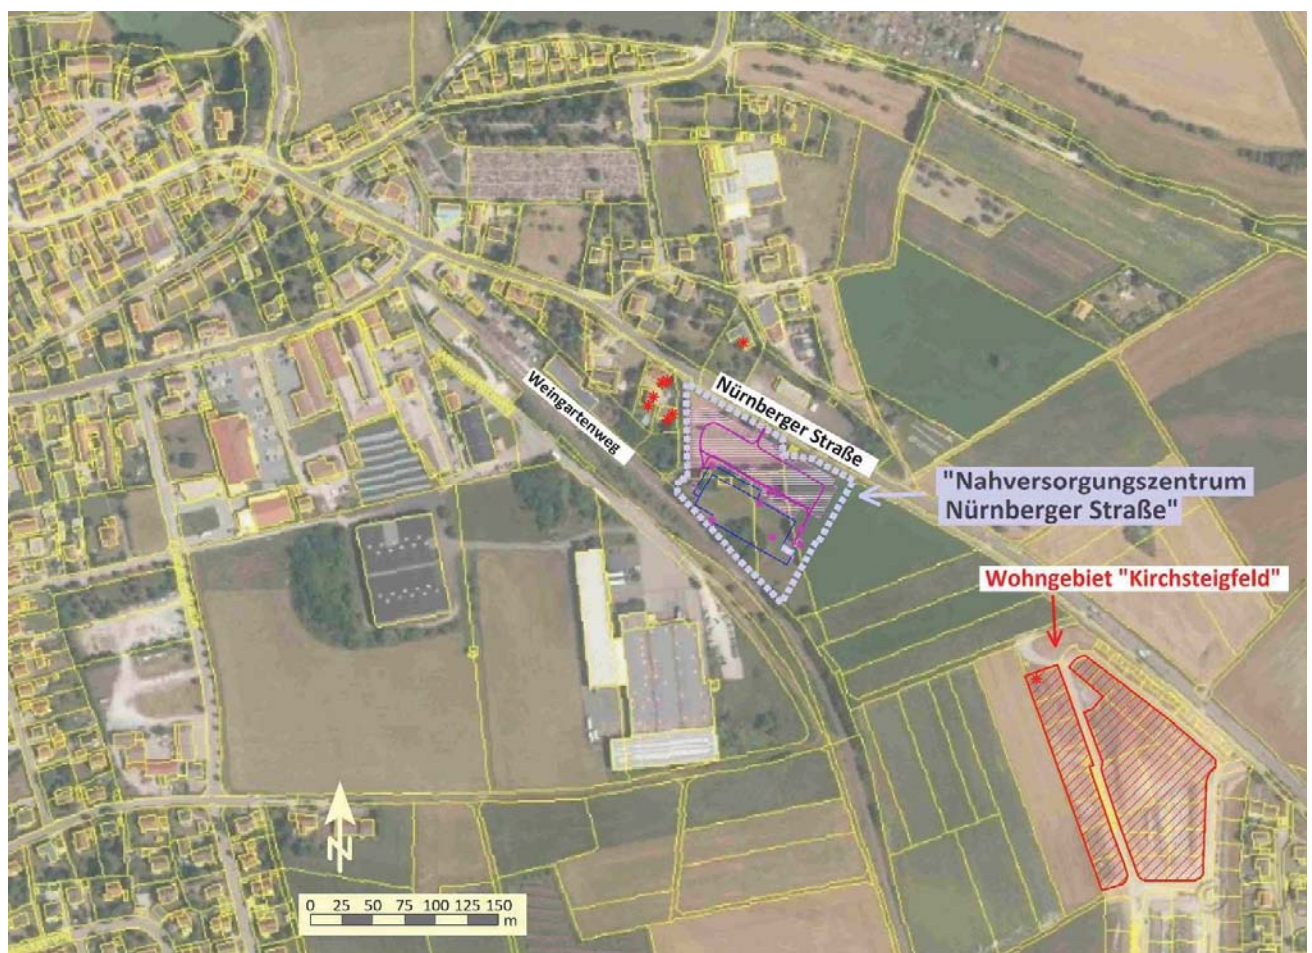 Weingartenweg
Nürnberger Straße
"Nahversorgungszentrum
Nürnberger Straße"
Wohngebiet "Kirchsteigfeld"
N
0 25 50 75 100 125 150
m